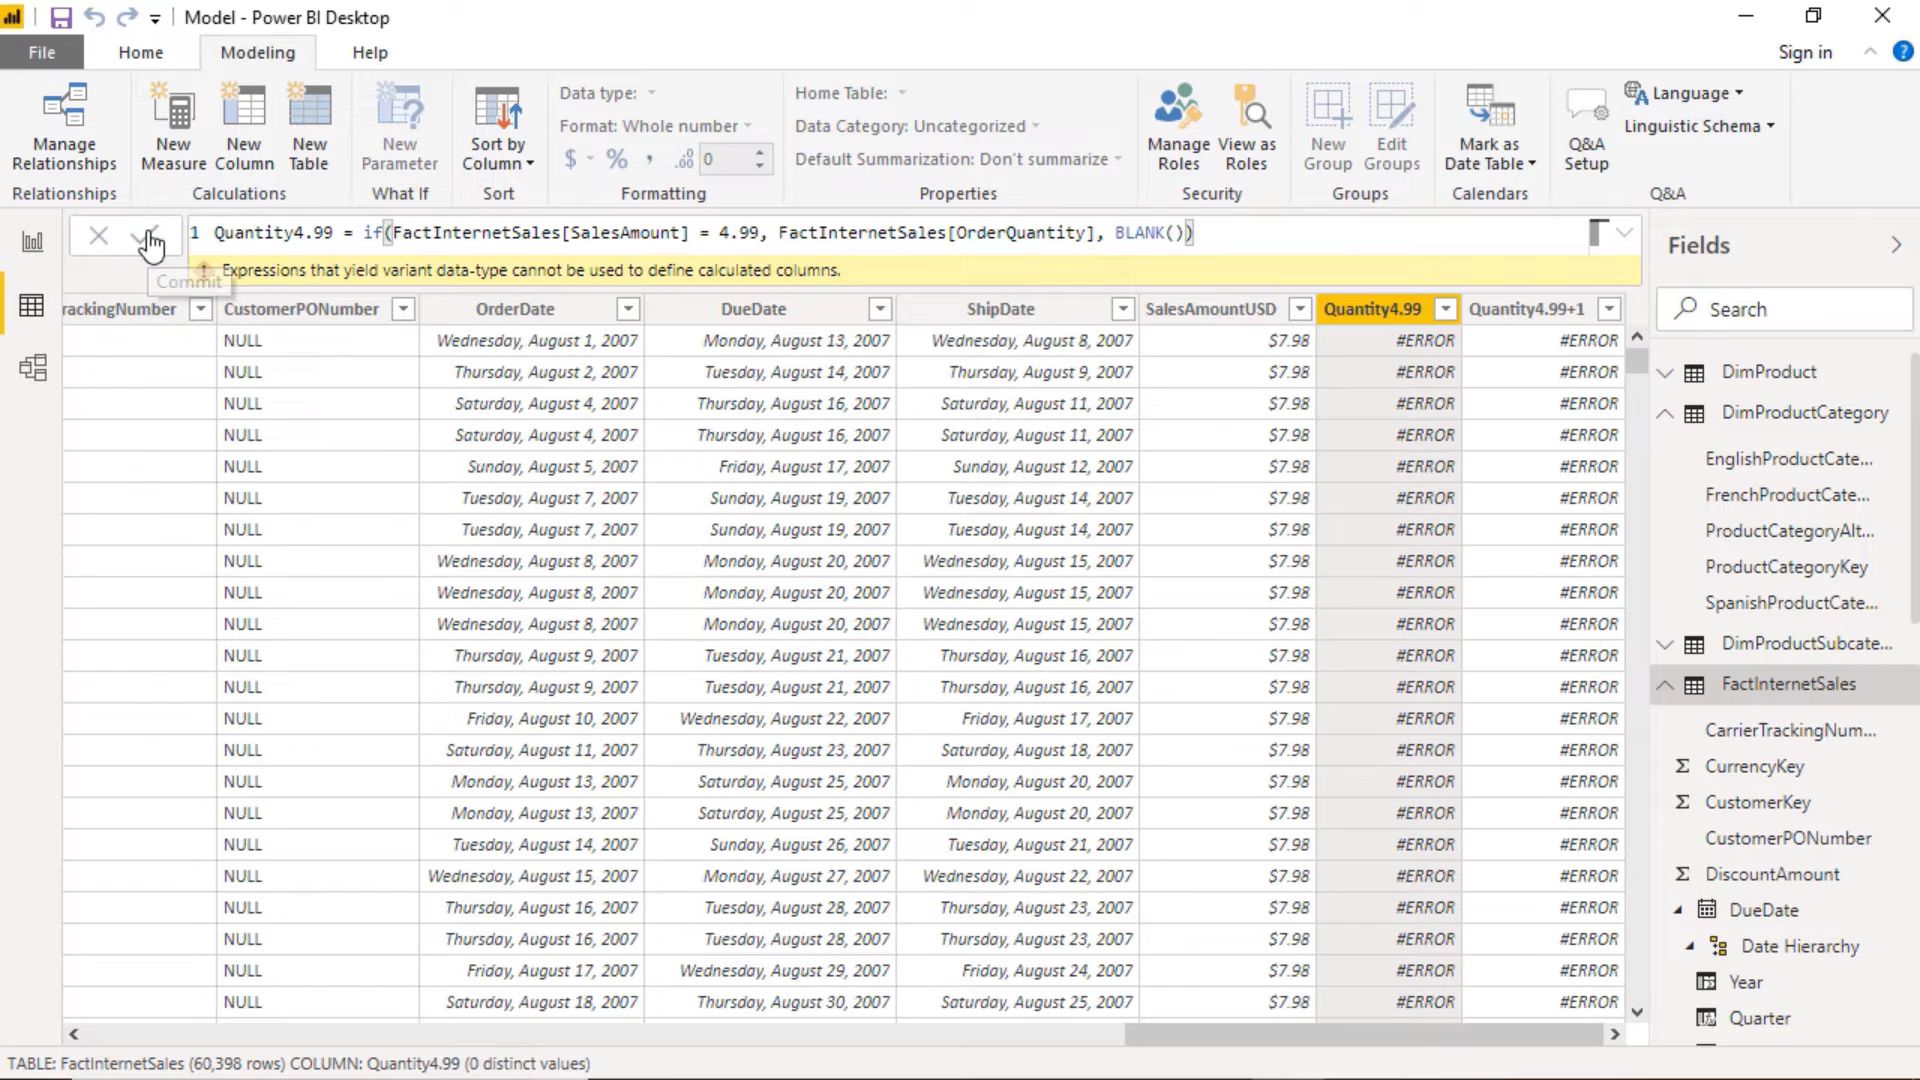 Model - Power BI Desktop
File Home Modeling Help Sign in
Manage Relationships
New Measure
New Column
New Table
New Parameter
Sort by Column
Data type:
Format: Whole number
$ % , .00 0
Home Table:
Data Category: Uncategorized
Default Summarization: Don't summarize
Manage Roles
View as Roles
New Group
Edit Groups
Mark as Date Table
Q&A Setup
Language
Linguistic Schema
Relationships Calculations What If Sort Formatting Properties Security Groups Calendars Q&A
1 Quantity4.99 = if(FactInternetSales[SalesAmount] = 4.99, FactInternetSales[OrderQuantity], BLANK())
Expressions that yield variant data-type cannot be used to define calculated columns.
Commit
rackingNumber CustomerPONumber OrderDate DueDate ShipDate SalesAmountUSD Quantity4.99 Quantity4.99+1
NULL Wednesday, August 1, 2007 Monday, August 13, 2007 Wednesday, August 8, 2007 $7.98 #ERROR #ERROR
NULL Thursday, August 2, 2007 Tuesday, August 14, 2007 Thursday, August 9, 2007 $7.98 #ERROR #ERROR
NULL Saturday, August 4, 2007 Thursday, August 16, 2007 Saturday, August 11, 2007 $7.98 #ERROR #ERROR
NULL Saturday, August 4, 2007 Thursday, August 16, 2007 Saturday, August 11, 2007 $7.98 #ERROR #ERROR
NULL Sunday, August 5, 2007 Friday, August 17, 2007 Sunday, August 12, 2007 $7.98 #ERROR #ERROR
NULL Tuesday, August 7, 2007 Sunday, August 19, 2007 Tuesday, August 14, 2007 $7.98 #ERROR #ERROR
NULL Tuesday, August 7, 2007 Sunday, August 19, 2007 Tuesday, August 14, 2007 $7.98 #ERROR #ERROR
NULL Wednesday, August 8, 2007 Monday, August 20, 2007 Wednesday, August 15, 2007 $7.98 #ERROR #ERROR
NULL Wednesday, August 8, 2007 Monday, August 20, 2007 Wednesday, August 15, 2007 $7.98 #ERROR #ERROR
NULL Wednesday, August 8, 2007 Monday, August 20, 2007 Wednesday, August 15, 2007 $7.98 #ERROR #ERROR
NULL Thursday, August 9, 2007 Tuesday, August 21, 2007 Thursday, August 16, 2007 $7.98 #ERROR #ERROR
NULL Thursday, August 9, 2007 Tuesday, August 21, 2007 Thursday, August 16, 2007 $7.98 #ERROR #ERROR
NULL Friday, August 10, 2007 Wednesday, August 22, 2007 Friday, August 17, 2007 $7.98 #ERROR #ERROR
NULL Saturday, August 11, 2007 Thursday, August 23, 2007 Saturday, August 18, 2007 $7.98 #ERROR #ERROR
NULL Monday, August 13, 2007 Saturday, August 25, 2007 Monday, August 20, 2007 $7.98 #ERROR #ERROR
NULL Monday, August 13, 2007 Saturday, August 25, 2007 Monday, August 20, 2007 $7.98 #ERROR #ERROR
NULL Tuesday, August 14, 2007 Sunday, August 26, 2007 Tuesday, August 21, 2007 $7.98 #ERROR #ERROR
NULL Wednesday, August 15, 2007 Monday, August 27, 2007 Wednesday, August 22, 2007 $7.98 #ERROR #ERROR
NULL Thursday, August 16, 2007 Tuesday, August 28, 2007 Thursday, August 23, 2007 $7.98 #ERROR #ERROR
NULL Thursday, August 16, 2007 Tuesday, August 28, 2007 Thursday, August 23, 2007 $7.98 #ERROR #ERROR
NULL Friday, August 17, 2007 Wednesday, August 29, 2007 Friday, August 24, 2007 $7.98 #ERROR #ERROR
NULL Saturday, August 18, 2007 Thursday, August 30, 2007 Saturday, August 25, 2007 $7.98 #ERROR #ERROR
Fields
Search
DimProduct
DimProductCategory
EnglishProductCate...
FrenchProductCate...
ProductCategoryAlt...
ProductCategoryKey
SpanishProductCate...
DimProductSubcate...
FactInternetSales
CarrierTrackingNum...
Σ CurrencyKey
Σ CustomerKey
CustomerPONumber
Σ DiscountAmount
DueDate
Date Hierarchy
Year
Quarter
TABLE: FactInternetSales (60,398 rows) COLUMN: Quantity4.99 (0 distinct values)